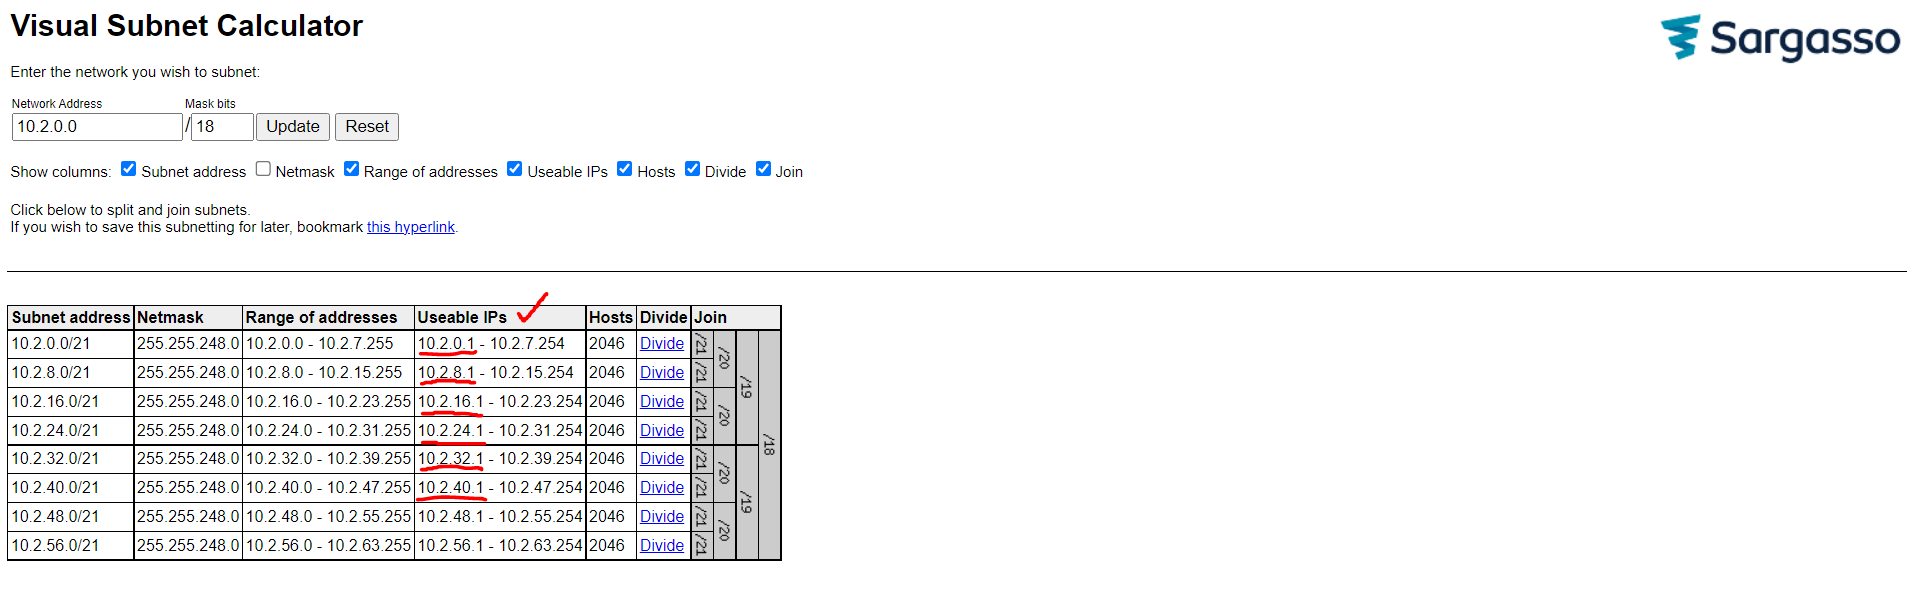 Visual Subnet Calculator
Sargasso
Enter the network you wish to subnet:
Network Address Mask bits
10.2.0.0 / 18 Update Reset
Show columns: Subnet address Netmask Range of addresses Useable IPs Hosts Divide Join
Click below to split and join subnets.
If you wish to save this subnetting for later, bookmark this hyperlink.
Subnet address Netmask Range of addresses Useable IPs Hosts Divide Join
10.2.0.0/21 255.255.248.0 10.2.0.0 - 10.2.7.255 10.2.0.1 - 10.2.7.254 2046 Divide /21 /20 /19 /18
10.2.8.0/21 255.255.248.0 10.2.8.0 - 10.2.15.255 10.2.8.1 - 10.2.15.254 2046 Divide /21
10.2.16.0/21 255.255.248.0 10.2.16.0 - 10.2.23.255 10.2.16.1 - 10.2.23.254 2046 Divide /21 /20
10.2.24.0/21 255.255.248.0 10.2.24.0 - 10.2.31.255 10.2.24.1 - 10.2.31.254 2046 Divide /21
10.2.32.0/21 255.255.248.0 10.2.32.0 - 10.2.39.255 10.2.32.1 - 10.2.39.254 2046 Divide /21 /20 /19
10.2.40.0/21 255.255.248.0 10.2.40.0 - 10.2.47.255 10.2.40.1 - 10.2.47.254 2046 Divide /21
10.2.48.0/21 255.255.248.0 10.2.48.0 - 10.2.55.255 10.2.48.1 - 10.2.55.254 2046 Divide /21 /20
10.2.56.0/21 255.255.248.0 10.2.56.0 - 10.2.63.255 10.2.56.1 - 10.2.63.254 2046 Divide /21